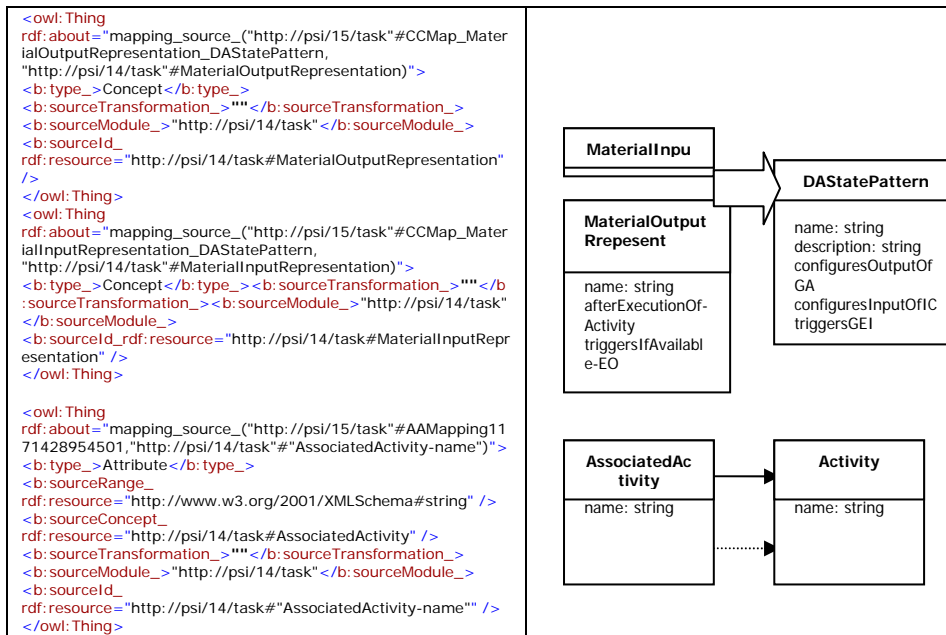 <owl:Thing
rdf:about="mapping_source_("http://psi/15/task"#CCMap_Mater
ialOutputRepresentation_DAStatePattern,
"http://psi/14/task"#MaterialOutputRepresentation)">
<b:type_>Concept</b:type_>
<b:sourceTransformation_>""</b:sourceTransformation_>
<b:sourceModule_>"http://psi/14/task"</b:sourceModule_>
<b:sourceId_
rdf:resource="http://psi/14/task#MaterialOutputRepresentation"
/>
</owl:Thing>
<owl:Thing
rdf:about="mapping_source_("http://psi/15/task"#CCMap_Mater
ialInputRepresentation_DAStatePattern,
"http://psi/14/task"#MaterialInputRepresentation)">
<b:type_>Concept</b:type_><b:sourceTransformation_>""</b
:sourceTransformation_><b:sourceModule_>"http://psi/14/task"
</b:sourceModule_>
<b:sourceId_rdf:resource="http://psi/14/task#MaterialInputRepr
esentation" />
</owl:Thing>
<owl:Thing
rdf:about="mapping_source_("http://psi/15/task"#AAMapping11
71428954501,"http://psi/14/task"#"AssociatedActivity-name")">
<b:type_>Attribute</b:type_>
<b:sourceRange_
rdf:resource="http://www.w3.org/2001/XMLSchema#string" />
<b:sourceConcept_
rdf:resource="http://psi/14/task#AssociatedActivity" />
<b:sourceTransformation_>""</b:sourceTransformation_>
<b:sourceModule_>"http://psi/14/task"</b:sourceModule_>
<b:sourceId_
rdf:resource="http://psi/14/task#"AssociatedActivity-name"" />
</owl:Thing>
MaterialInpu
MaterialOutput
Rrepesent
name: string
afterExecutionOf-
Activity
triggersIfAvailabl
e-EO
DAStatePattern
name: string
description: string
configuresOutputOf
GA
configuresInputOfIC
triggersGEI
AssociatedAc
tivity
name: string
Activity
name: string